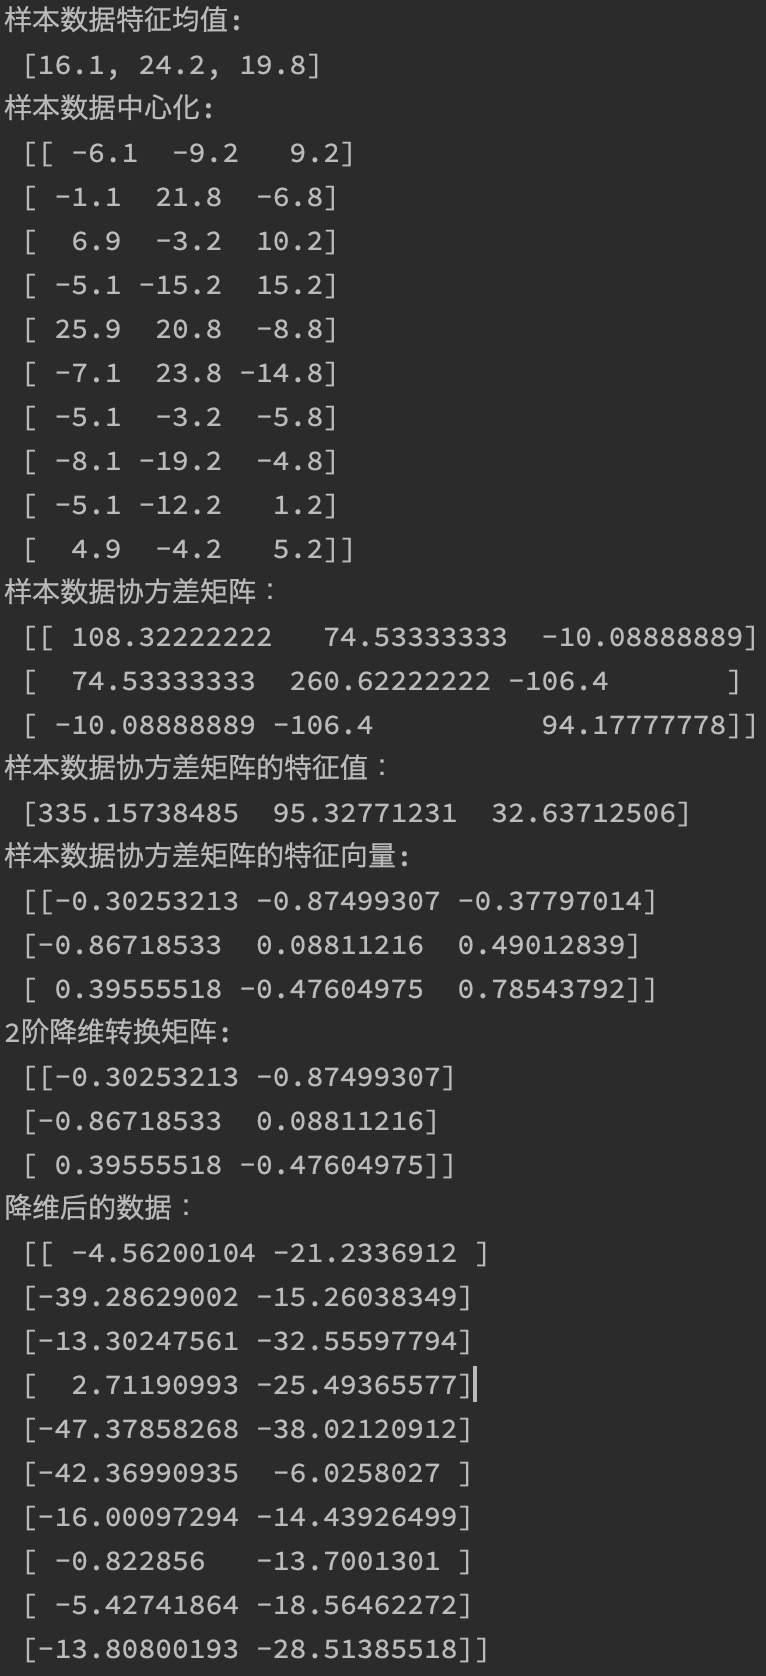 样本数据特征均值:
 [16.1, 24.2, 19.8]
样本数据中心化:
 [[ -6.1  -9.2   9.2]
 [ -1.1  21.8  -6.8]
 [  6.9  -3.2  10.2]
 [ -5.1 -15.2  15.2]
 [ 25.9  20.8  -8.8]
 [ -7.1  23.8 -14.8]
 [ -5.1  -3.2  -5.8]
 [ -8.1 -19.2  -4.8]
 [ -5.1 -12.2   1.2]
 [  4.9  -4.2   5.2]]
样本数据协方差矩阵：
 [[ 108.32222222   74.53333333  -10.08888889]
 [  74.53333333  260.62222222 -106.4       ]
 [ -10.08888889 -106.4          94.17777778]]
样本数据协方差矩阵的特征值：
 [335.15738485  95.32771231  32.63712506]
样本数据协方差矩阵的特征向量:
 [[-0.30253213 -0.87499307 -0.37797014]
 [-0.86718533  0.08811216  0.49012839]
 [ 0.39555518 -0.47604975  0.78543792]]
2阶降维转换矩阵:
 [[-0.30253213 -0.87499307]
 [-0.86718533  0.08811216]
 [ 0.39555518 -0.47604975]]
降维后的数据：
 [[ -4.56200104 -21.2336912 ]
 [-39.28629002 -15.26038349]
 [-13.30247561 -32.55597794]
 [  2.71190993 -25.49365577]
 [-47.37858268 -38.02120912]
 [-42.36990935  -6.0258027 ]
 [-16.00097294 -14.43926499]
 [ -0.822856   -13.7001301 ]
 [ -5.42741864 -18.56462272]
 [-13.80800193 -28.51385518]]